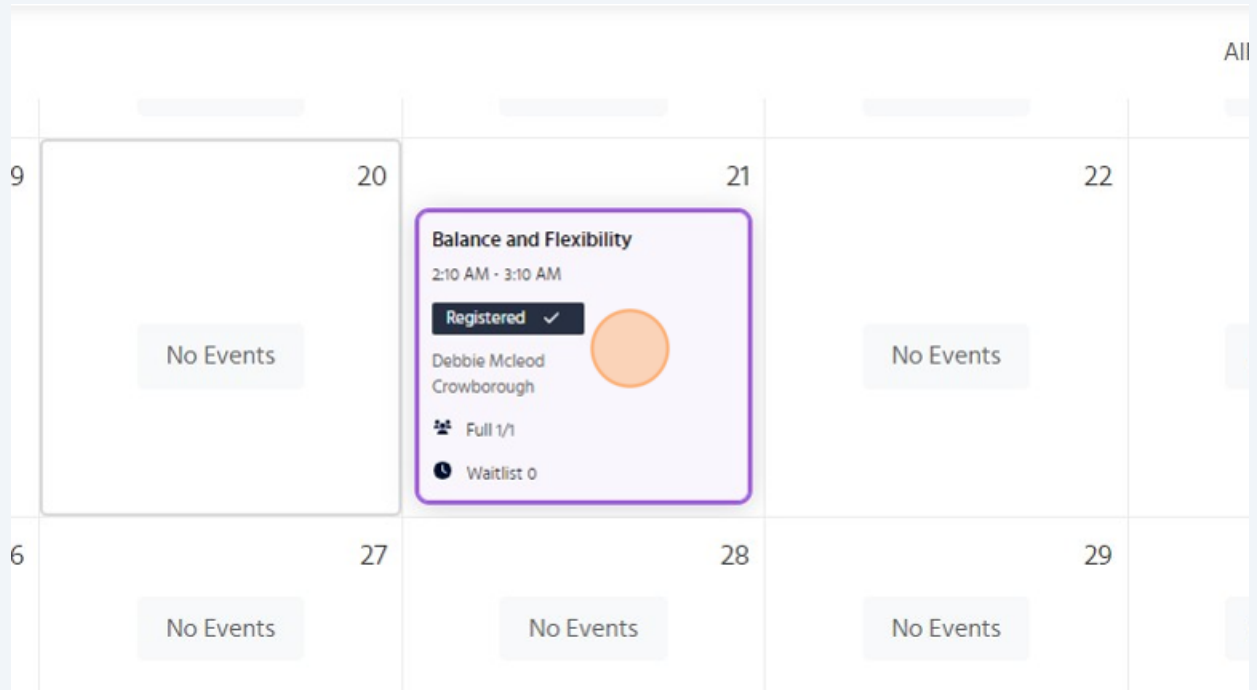 All
9
20
21
22
Balance and Flexibility
2:10 AM - 3:10 AM
Registered
No Events
Debbie Mcleod
No Events
Crowborough
Full 1/1
Waitlist 0
6
27
28
29
No Events
No Events
No Events